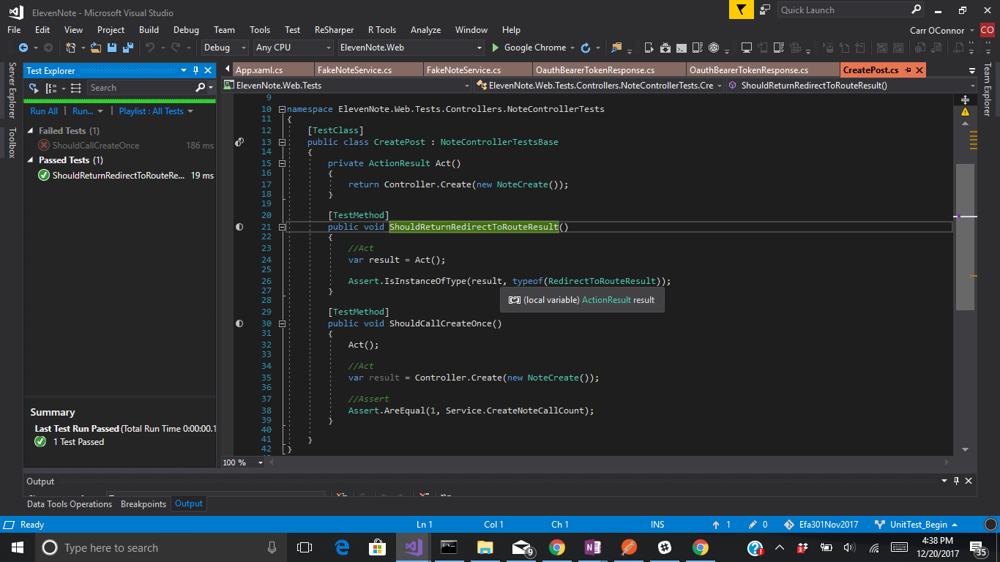 ElevenNote - Microsoft Visual Studio
Quick Launch
File Edit View Project Build Debug Team Tools Test ReSharper R Tools Analyze Window Help
Carr OConnor CO
Debug Any CPU ElevenNote.Web Google Chrome
Server Explorer
Toolbox
Team Explorer
Test Explorer
Search
Run All Run... Playlist : All Tests
Failed Tests (1)
ShouldCallCreateOnce 186 ms
Passed Tests (1)
ShouldReturnRedirectToRouteRe... 19 ms
Summary
Last Test Run Passed (Total Run Time 0:00:00.1
1 Test Passed
App.xaml.cs FakeNoteService.cs FakeNoteService.cs OauthBearerTokenResponse.cs OauthBearerTokenResponse.cs CreatePost.cs
ElevenNote.Web.Tests ElevenNote.Web.Tests.Controllers.NoteControllerTests.Cre ShouldReturnRedirectToRouteResult()
9
10 namespace ElevenNote.Web.Tests.Controllers.NoteControllerTests
11 {
12 [TestClass]
13 public class CreatePost : NoteControllerTestsBase
14 {
15 private ActionResult Act()
16 {
17 return Controller.Create(new NoteCreate());
18 }
19
20 [TestMethod]
21 public void ShouldReturnRedirectToRouteResult()
22 {
23 //Act
24 var result = Act();
25
26 Assert.IsInstanceOfType(result, typeof(RedirectToRouteResult));
27 }
(local variable) ActionResult result
28
29 [TestMethod]
30 public void ShouldCallCreateOnce()
31 {
32 Act();
33
34 //Act
35 var result = Controller.Create(new NoteCreate());
36
37 //Assert
38 Assert.AreEqual(1, Service.CreateNoteCallCount);
39 }
40
41 }
42 }
100 %
Output
Data Tools Operations Breakpoints Output
Ready Ln 1 Col 1 Ch 1 INS 1 0 Efa301Nov2017 UnitTest_Begin
Type here to search
9
4:38 PM
12/20/2017
35